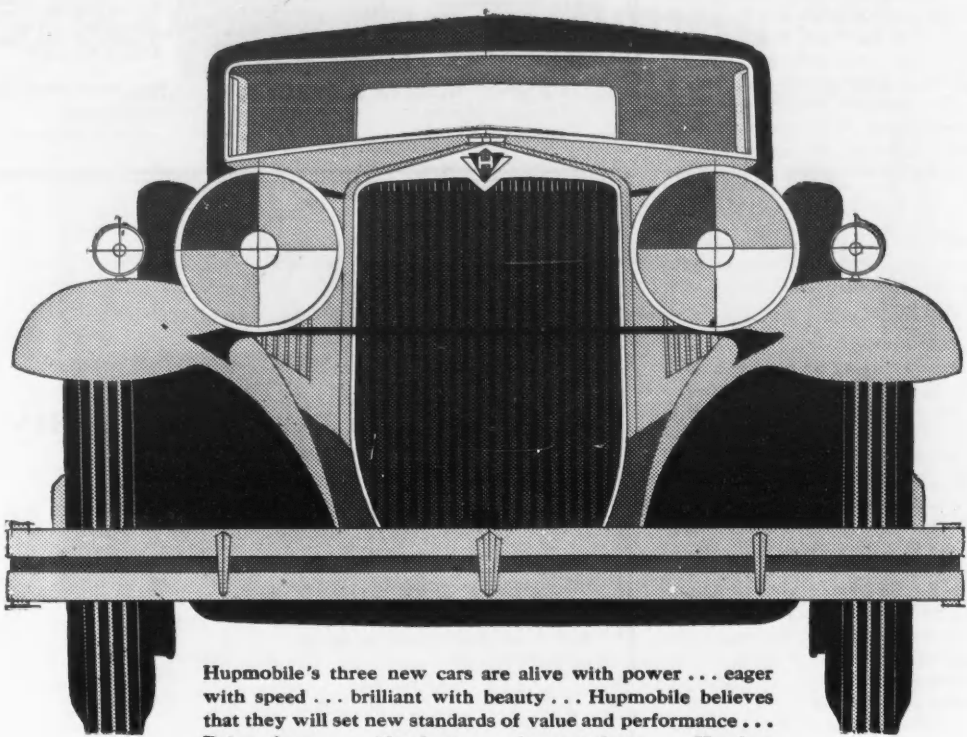 H
Hupmobile's three new cars are alive with power ... eager
with speed ... brilliant with beauty ... Hupmobile believes
that they will set new standards of value and performance ...